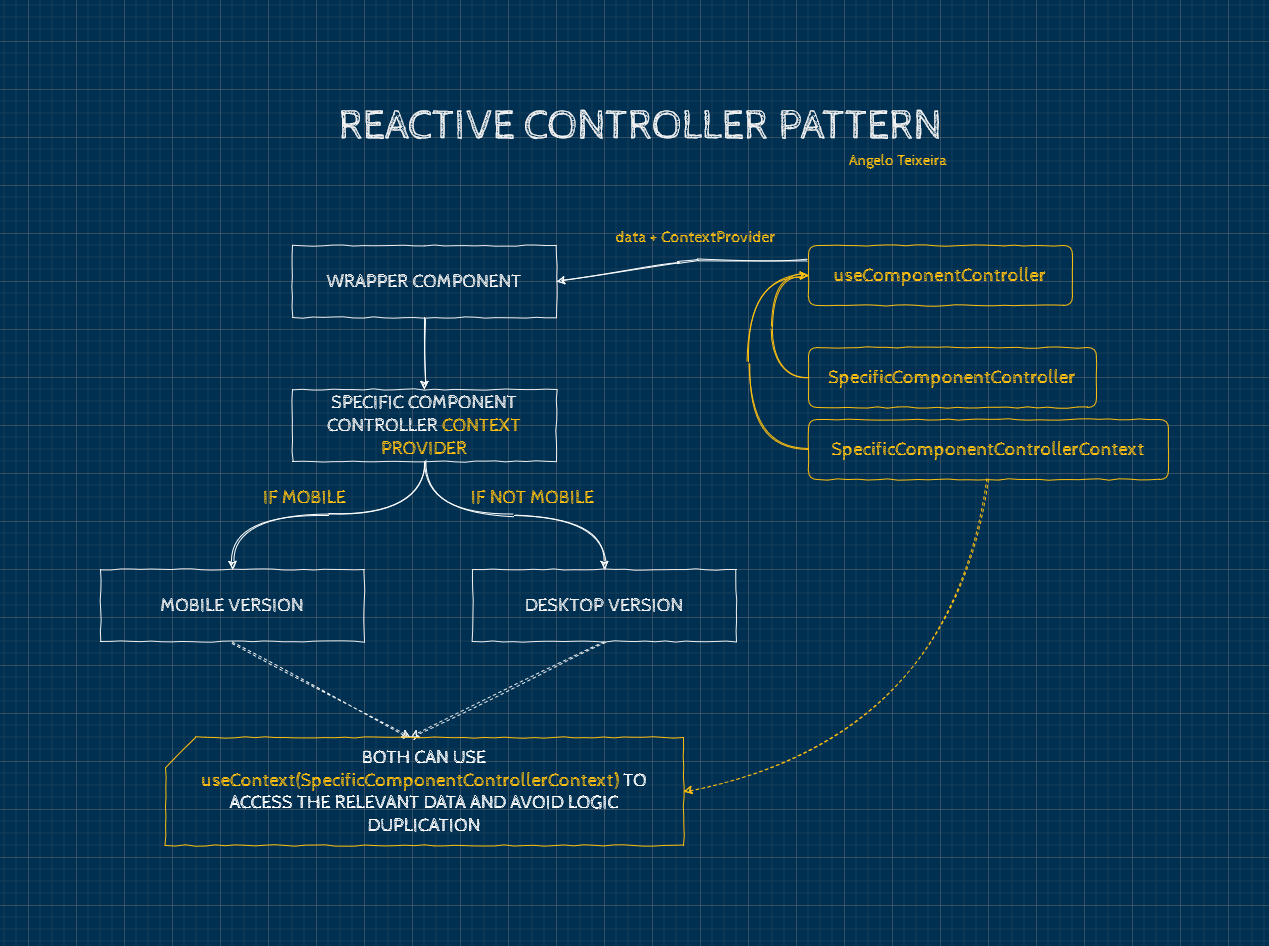 REACTIVE CONTROLLER PATTERN
Angelo Teixeira
data + ContextProvider
WRAPPER COMPONENT
useComponentController
SpecificComponentController
SPECIFIC COMPONENT
CONTROLLER CONTEXT
PROVIDER
SpecificComponentControllerContext
IF MOBILE
IF NOT MOBILE
MOBILE VERSION
DESKTOP VERSION
BOTH CAN USE
useContext(SpecificComponentControllerContext) TO
ACCESS THE RELEVANT DATA AND AVOID LOGIC
DUPLICATION